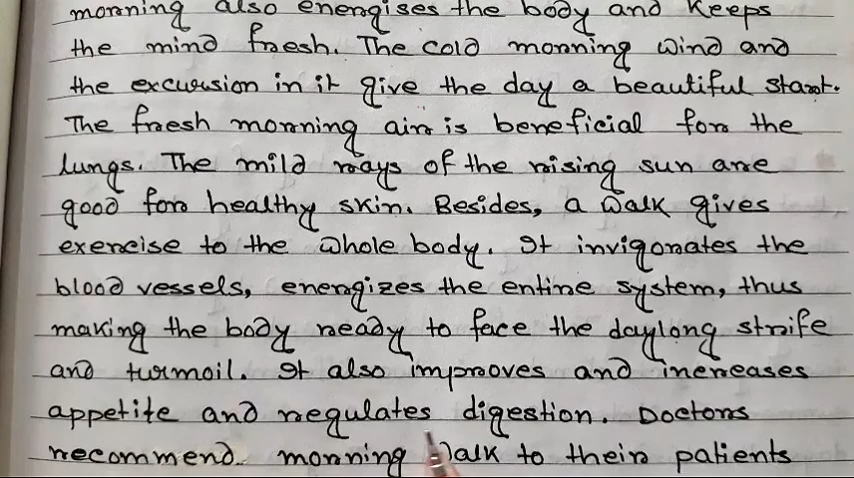 morning also energises the body and keeps
the mind fresh. The cold morning wind and
the excursion in it give the day a beautiful start.
The fresh morning air is beneficial for the
lungs. The mild rays of the rising sun are
good for healthy skin. Besides, a walk gives
exercise to the whole body. It invigorates the
blood vessels, energizes the entire system, thus
making the body ready to face the daylong strife
and turmoil. It also improves and increases
appetite and regulates digestion. Doctors
recommend morning walk to their patients